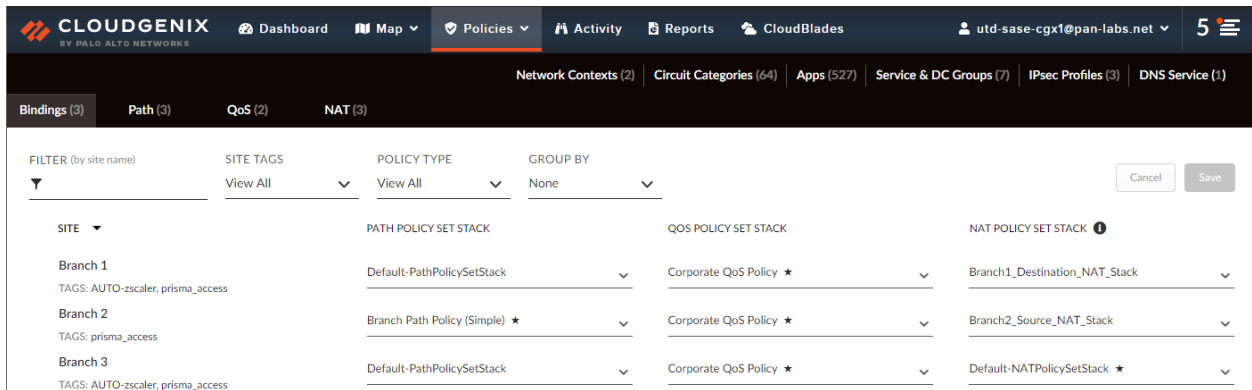 CLOUDGENIX
BY PALO ALTO NETWORKS
Dashboard
Map
Policies
Activity
Reports
CloudBlades
utd-sase-cgx1@pan-labs.net
5
Network Contexts (2)
Circuit Categories (64)
Apps (527)
Service & DC Groups (7)
IPsec Profiles (3)
DNS Service (1)
Bindings (3)
Path (3)
QoS (2)
NAT (3)
FILTER (by site name)
SITE TAGS
View All
POLICY TYPE
View All
GROUP BY
None
Cancel
Save
SITE
PATH POLICY SET STACK
QOS POLICY SET STACK
NAT POLICY SET STACK
Branch 1
TAGS: AUTO-zscaler, prisma_access
Default-PathPolicySetStack
Corporate QoS Policy ★
Branch1_Destination_NAT_Stack
Branch 2
TAGS: prisma_access
Branch Path Policy (Simple) ★
Corporate QoS Policy ★
Branch2_Source_NAT_Stack
Branch 3
TAGS: AUTO-zscaler, prisma_access
Default-PathPolicySetStack
Corporate QoS Policy ★
Default-NATPolicySetStack ★